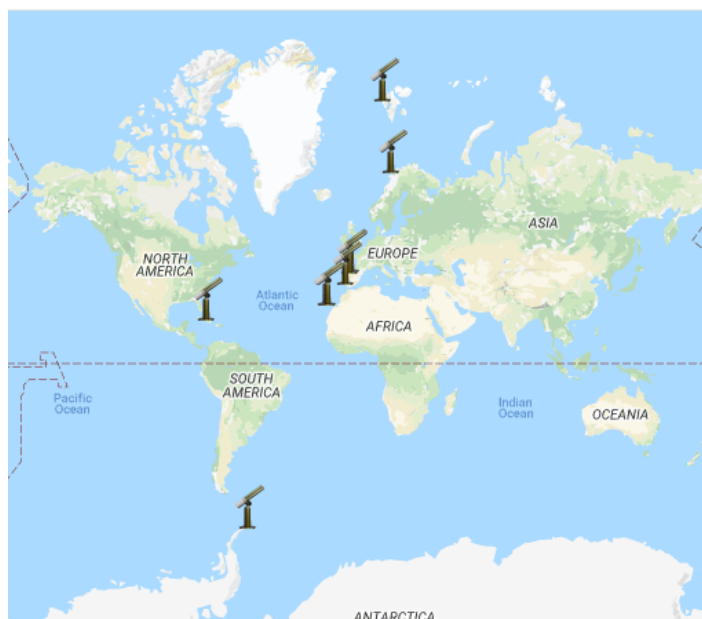 ASIA
NORTH
AMERICA
EUROPE
Atlantic
Ocean
AFRICA
SOUTH
AMERICA
Pacific
Ocean
Indian
Ocean
OCEANIA
ANTARCTICA